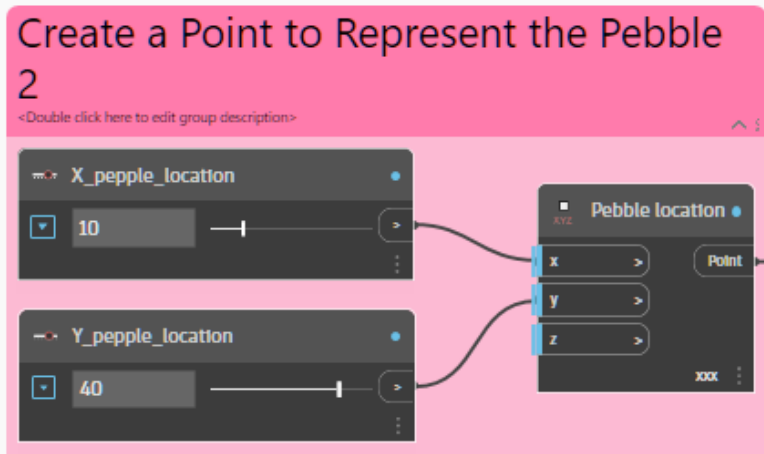 Create a Point to Represent the Pebble
2
<Double click here to edit group description>
X_pepple_location
10
>
Pebble location
XYZ
x >
Point
y >
z >
xxx
Y_pepple_location
40
>